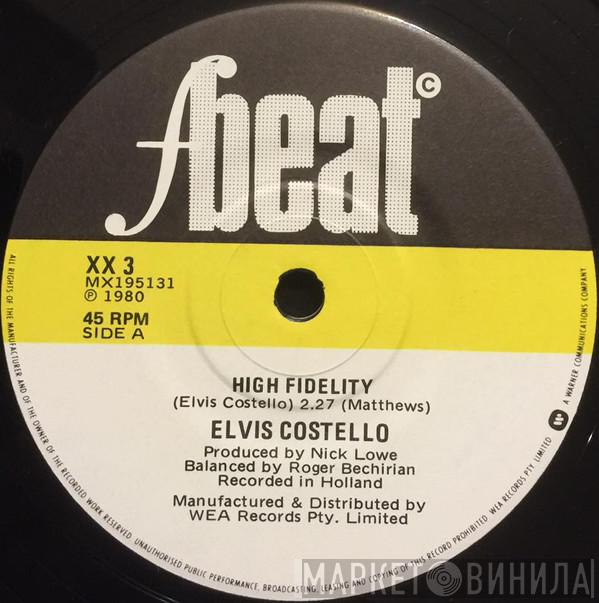 fbeat ©
XX 3
MX195131
℗ 1980
45 RPM
SIDE A
HIGH FIDELITY
(Elvis Costello) 2.27 (Matthews)
ELVIS COSTELLO
Produced by Nick Lowe
Balanced by Roger Bechirian
Recorded in Holland
Manufactured & Distributed by
WEA Records Pty. Limited
ALL RIGHTS OF THE MANUFACTURER AND OF THE OWNER OF THE RECORDED WORK RESERVED. UNAUTHORISED PUBLIC PERFORMANCE, BROADCASTING, LEASING AND COPYING OF THIS RECORD PROHIBITED. WEA RECORDS PTY. LIMITED
A WARNER COMMUNICATIONS COMPANY
МАРКЕТ ВИНИЛА